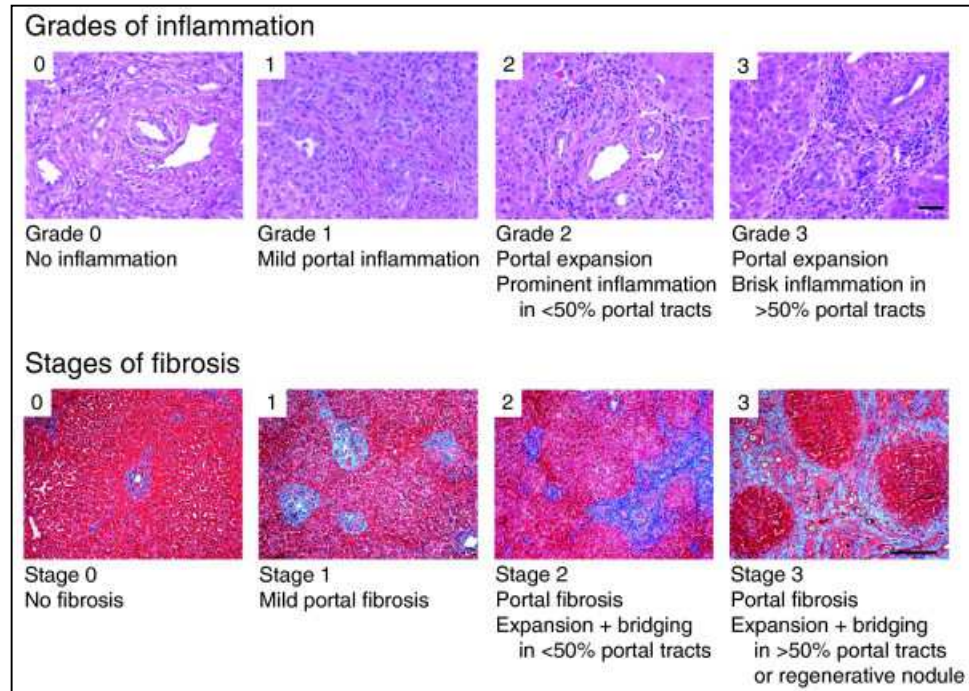 Grades of inflammation
0
1
2
3
Grade 0
No inflammation
Grade 1
Mild portal inflammation
Grade 2
Portal expansion
Prominent inflammation
in <50% portal tracts
Grade 3
Portal expansion
Brisk inflammation in
>50% portal tracts
Stages of fibrosis
0
1
2
3
Stage 0
No fibrosis
Stage 1
Mild portal fibrosis
Stage 2
Portal fibrosis
Expansion + bridging
in <50% portal tracts
Stage 3
Portal fibrosis
Expansion + bridging
in >50% portal tracts
or regenerative nodule